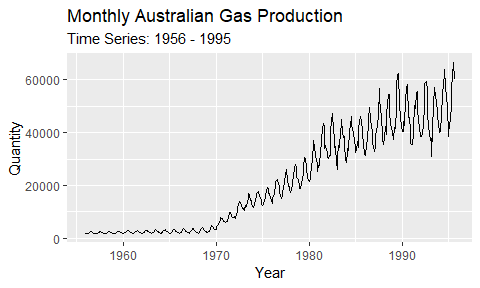 Monthly Australian Gas Production
Time Series: 1956 - 1995
Quantity
60000
40000
20000
0
1960
1970
1980
1990
Year